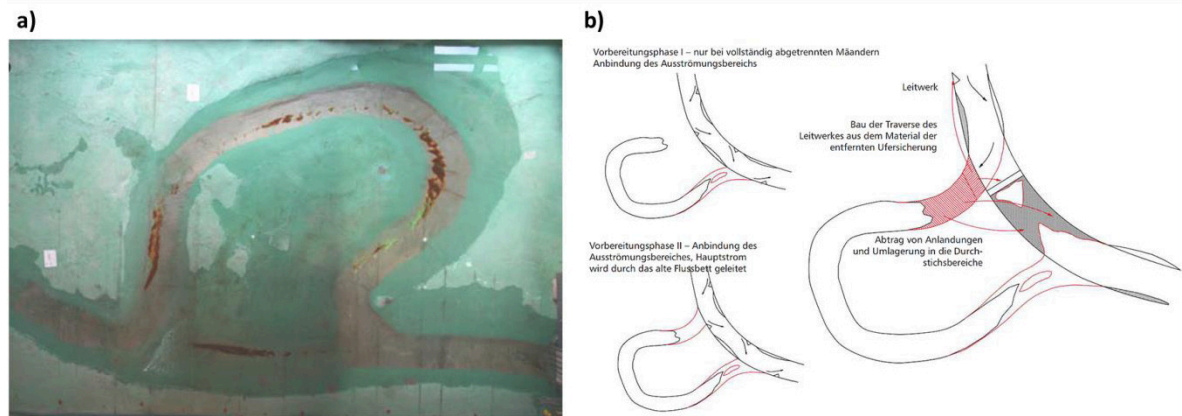 a)
b)
Vorbereitungsphase I – nur bei vollständig abgetrennten Mäandern
Anbindung des Ausströmungsbereichs
Leitwerk
Bau der Traverse des
Leitwerkes aus dem Material der
entfernten Ufersicherung
Abtrag von Anlandungen
und Umlagerung in die Durch-
stichsbereiche
Vorbereitungsphase II – Anbindung des
Ausströmungsbereiches, Hauptstrom
wird durch das alte Flussbett geleitet